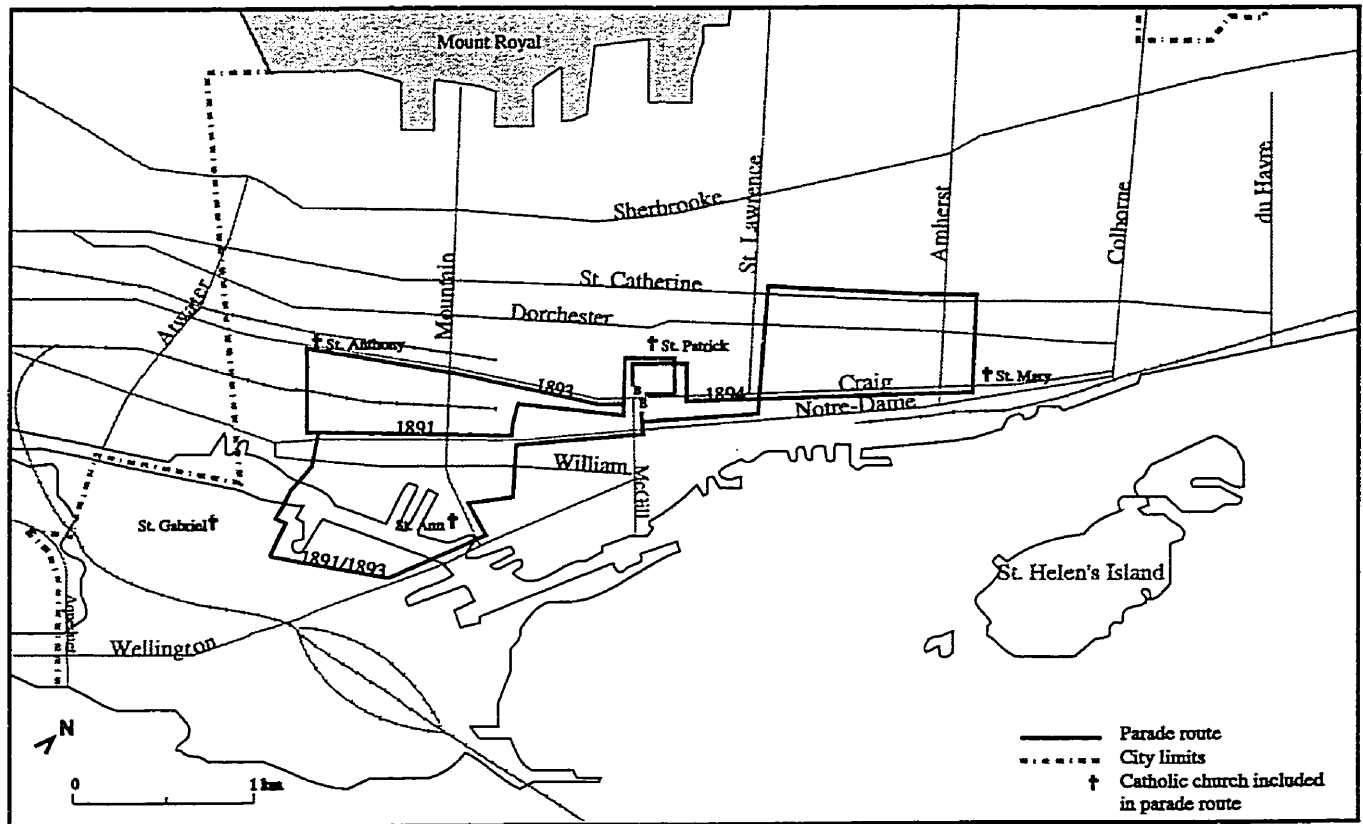 Mount Royal
Sherbrooke
St. Lawrence
Amherst
Colhorne
du Havre
St. Catherine
Dorchester
Mountain
Atwater
St. Anthony
St. Patrick
1893
1894
Craig
St. Mary
Notre-Dame
1891
William
McGill
St. Gabriel
St. Ann
1891/1893
St. Helen's Island
Wellington
N
0
1 km
Parade route
City limits
Catholic church included
in parade route